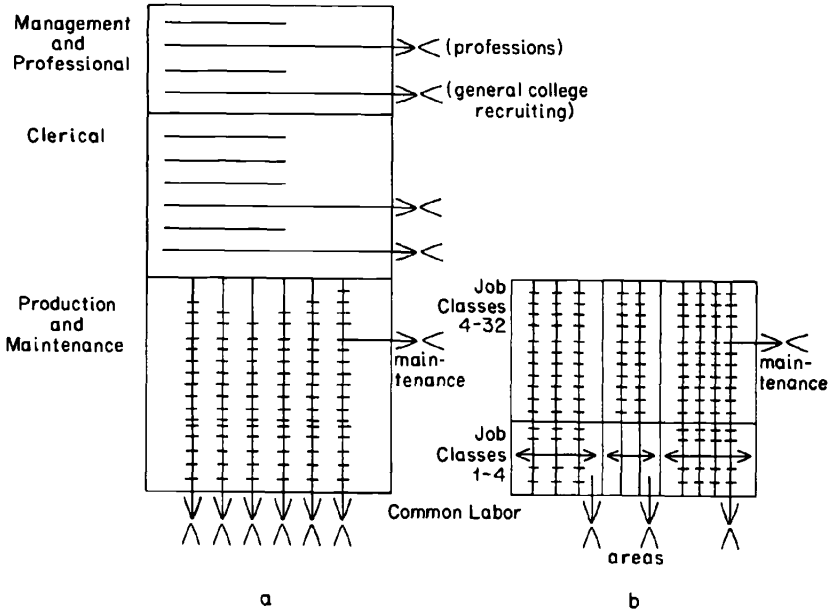 Management
and
Professional
(professions)
(general college
recruiting)
Clerical
Production
and
Maintenance
main-
tenance
Job
Classes
4-32
main-
tenance
Job
Classes
1-4
Common Labor
areas
a
b